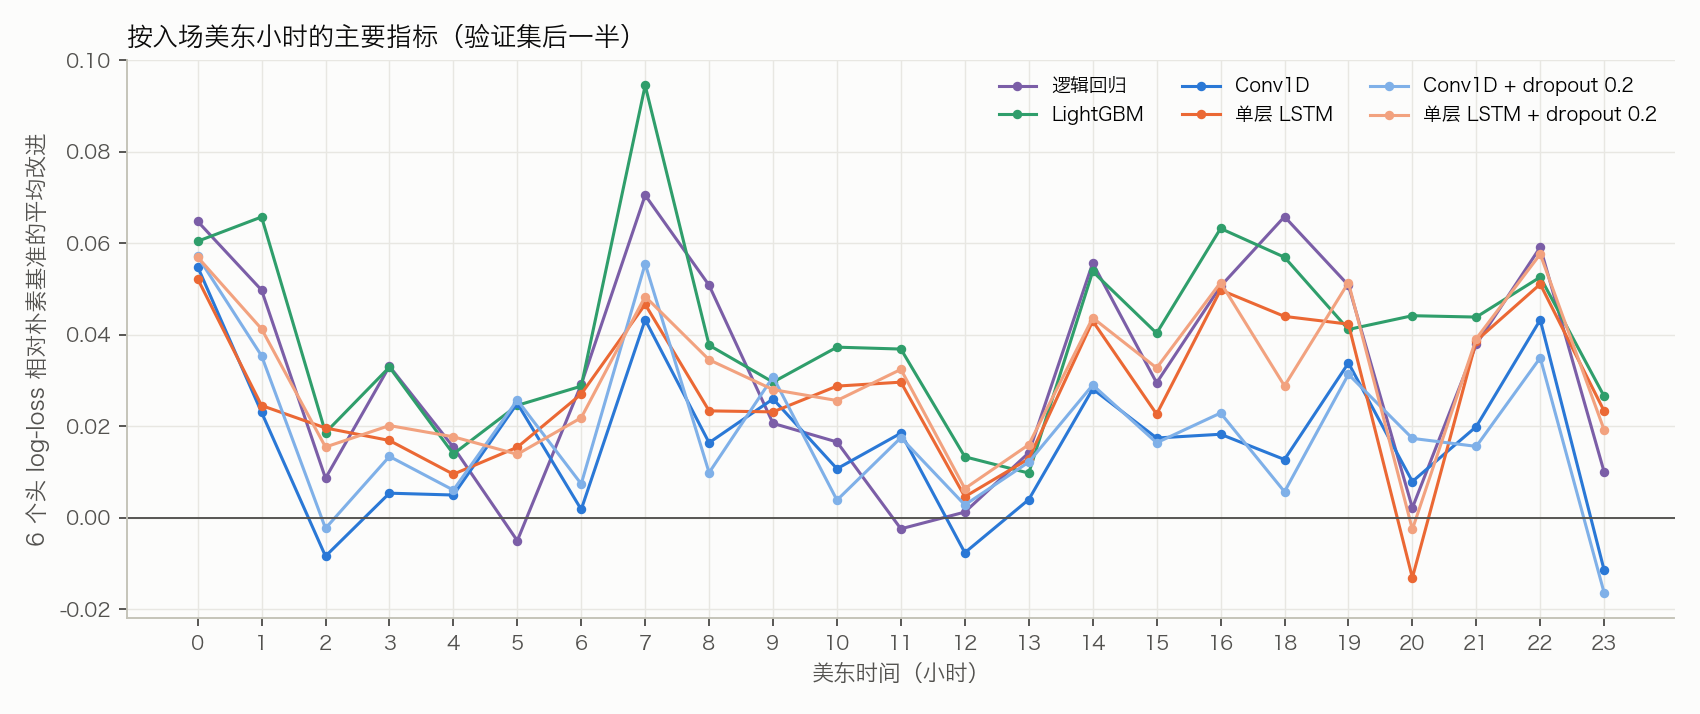 按入场美东小时的主要指标（验证集后一半）
逻辑回归
LightGBM
Conv1D
单层 LSTM
Conv1D + dropout 0.2
单层 LSTM + dropout 0.2
6 个头 log-loss 相对朴素基准的平均改进
0.10
0.08
0.06
0.04
0.02
0.00
-0.02
0 1 2 3 4 5 6 7 8 9 10 11 12 13 14 15 16 18 19 20 21 22 23
美东时间（小时）